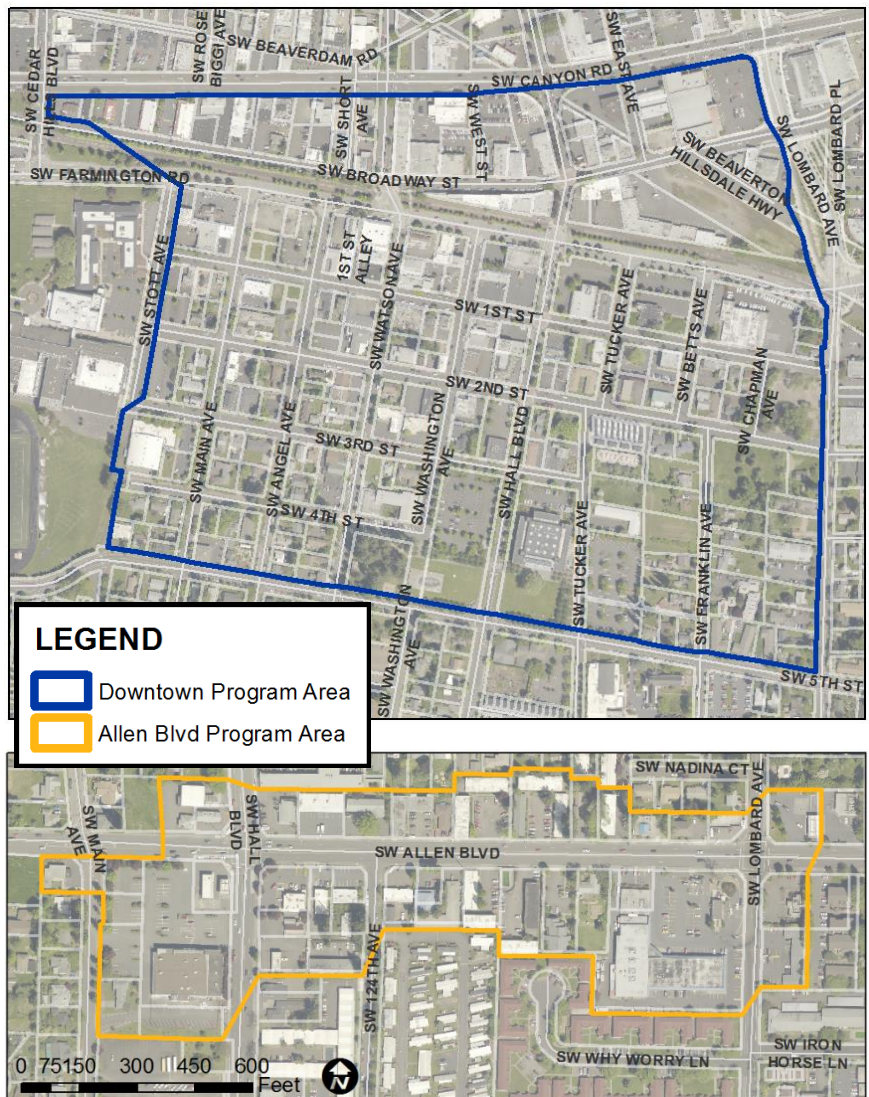 SW CEDAR
HILLS BLVD
SW ROSE
BIGGI AVE
SW BEAVERDAM RD
SW SHORT
AVE
SW WEST ST
SW CANYON RD
SW EAST AVE
SW LOMBARD AVE
SW LOMBARD PL
SW BEAVERTON
HILLSDALE HWY
SW FARMINGTON RD
SW BROADWAY ST
SW STOTT AVE
1ST ST
ALLEY
SW WATSON AVE
SW 1ST ST
SW TUCKER AVE
SW BETTS AVE
SW CHAPMAN
AVE
SW 2ND ST
SW MAIN AVE
SW ANGEL AVE
SW 3RD ST
SW WASHINGTON
AVE
SW HALL BLVD
SW 4TH ST
SW TUCKER AVE
SW FRANKLIN AVE
SW WASHINGTON
AVE
SW 5TH ST
LEGEND
Downtown Program Area
Allen Blvd Program Area
SW NADINA CT
SW MAIN
AVE
SW HALL
BLVD
SW ALLEN BLVD
SW LOMBARD AVE
SW 124TH AVE
SW WHY WORRY LN
SW IRON
HORSE LN
0 75150 300 450 600
Feet
N